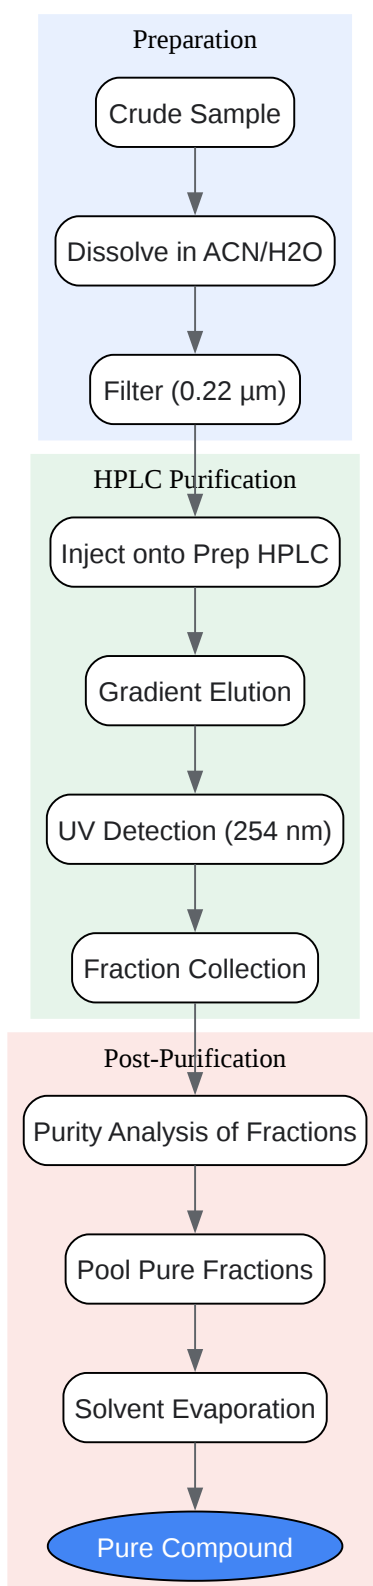 Preparation
Crude Sample
Dissolve in ACN/H2O
Filter (0.22 µm)
HPLC Purification
Inject onto Prep HPLC
Gradient Elution
UV Detection (254 nm)
Fraction Collection
Post-Purification
Purity Analysis of Fractions
Pool Pure Fractions
Solvent Evaporation
Pure Compound